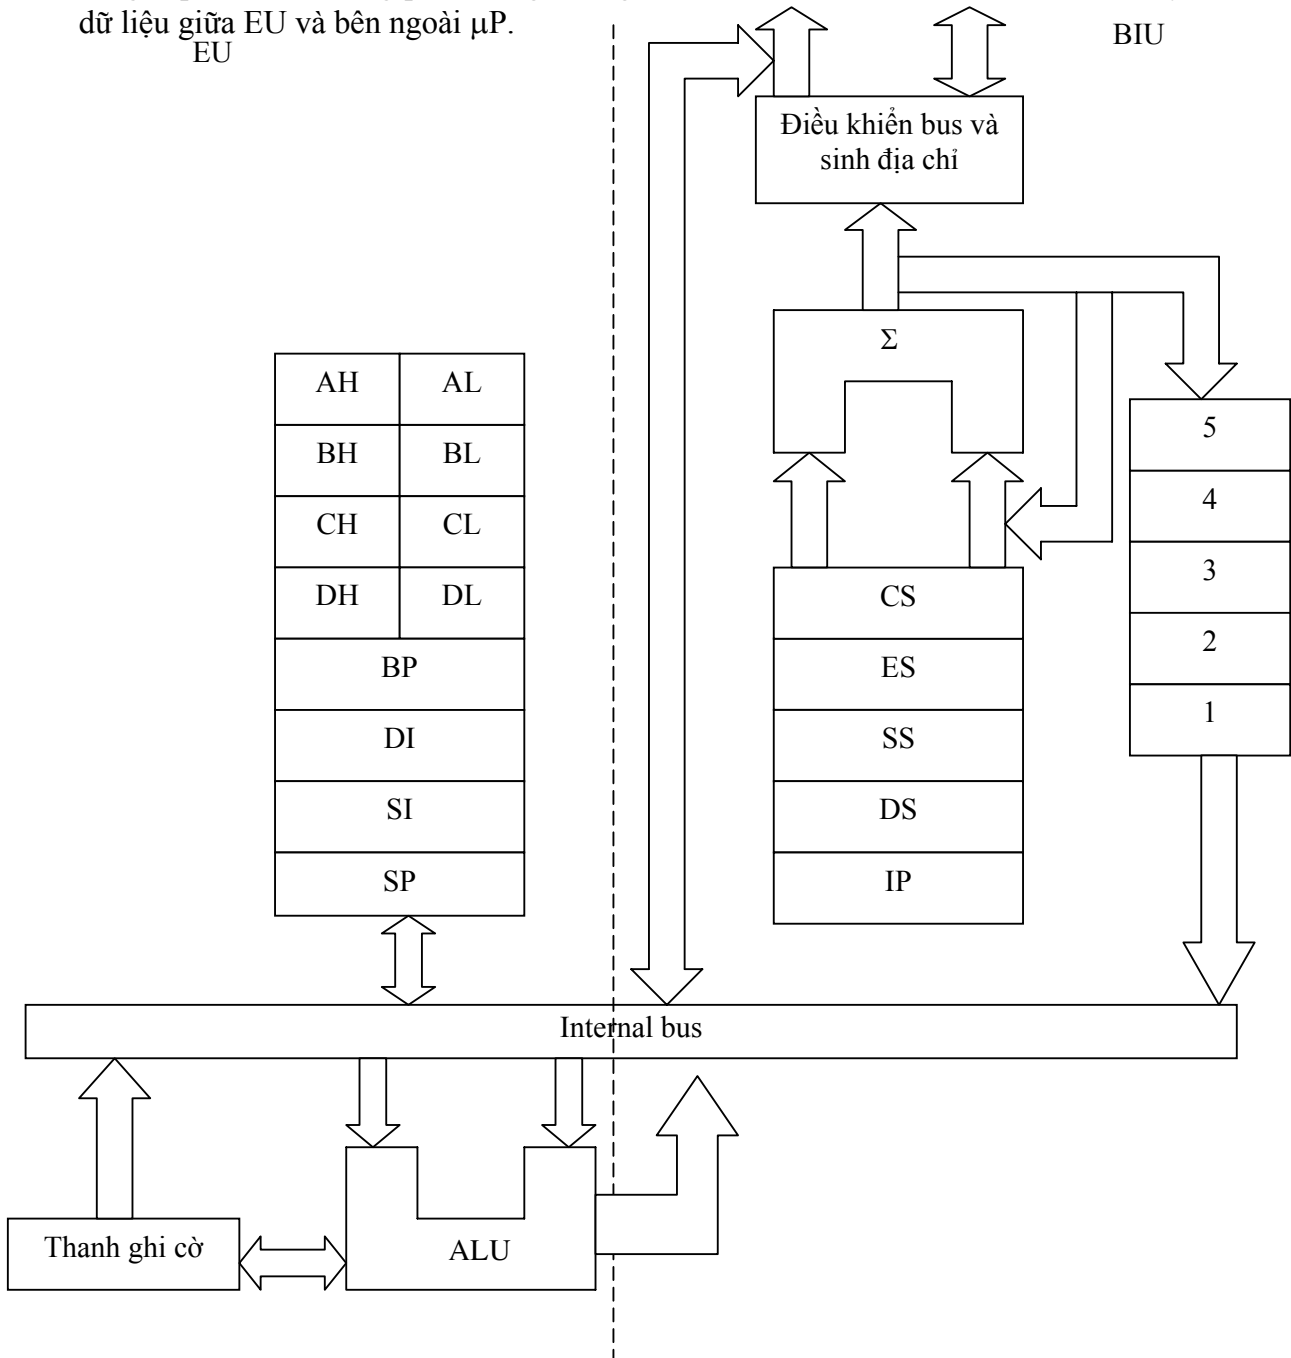 dữ liệu giữa EU và bên ngoài μP.
EU
BIU
Điều khiển bus và
sinh địa chỉ
Σ
AH AL
BH BL
CH CL
DH DL
BP
DI
SI
SP
CS
ES
SS
DS
IP
5
4
3
2
1
Internal bus
Thanh ghi cờ
ALU